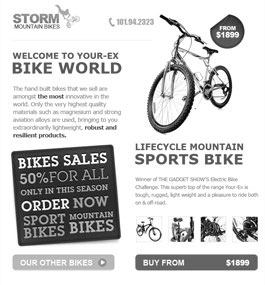 STORM
MOUNTAIN BIKES
101.94.2323
FROM
$1899
WELCOME TO YOUR-EX
BIKE WORLD
The hand built bikes that we sell are
amongst the most innovative in the
world. Only the very highest quality
materials such as magnesium and strong
aviation alloys are used, bringing to you
extraordinarily lightweight, robust and
resilient products.
BIKES SALES
50% FOR ALL
ONLY IN THIS SEASON
ORDER NOW
SPORT MOUNTAIN
BIKES BIKES
OUR OTHER BIKES
LIFECYCLE MOUNTAIN
SPORTS BIKE
Winner of THE GADGET SHOW'S Electric Bike
Challenge. This superb top of the range Your-Ex is
tough, rugged, light weight and a pleasure to ride both
on & off-road.
BUY FROM $1899